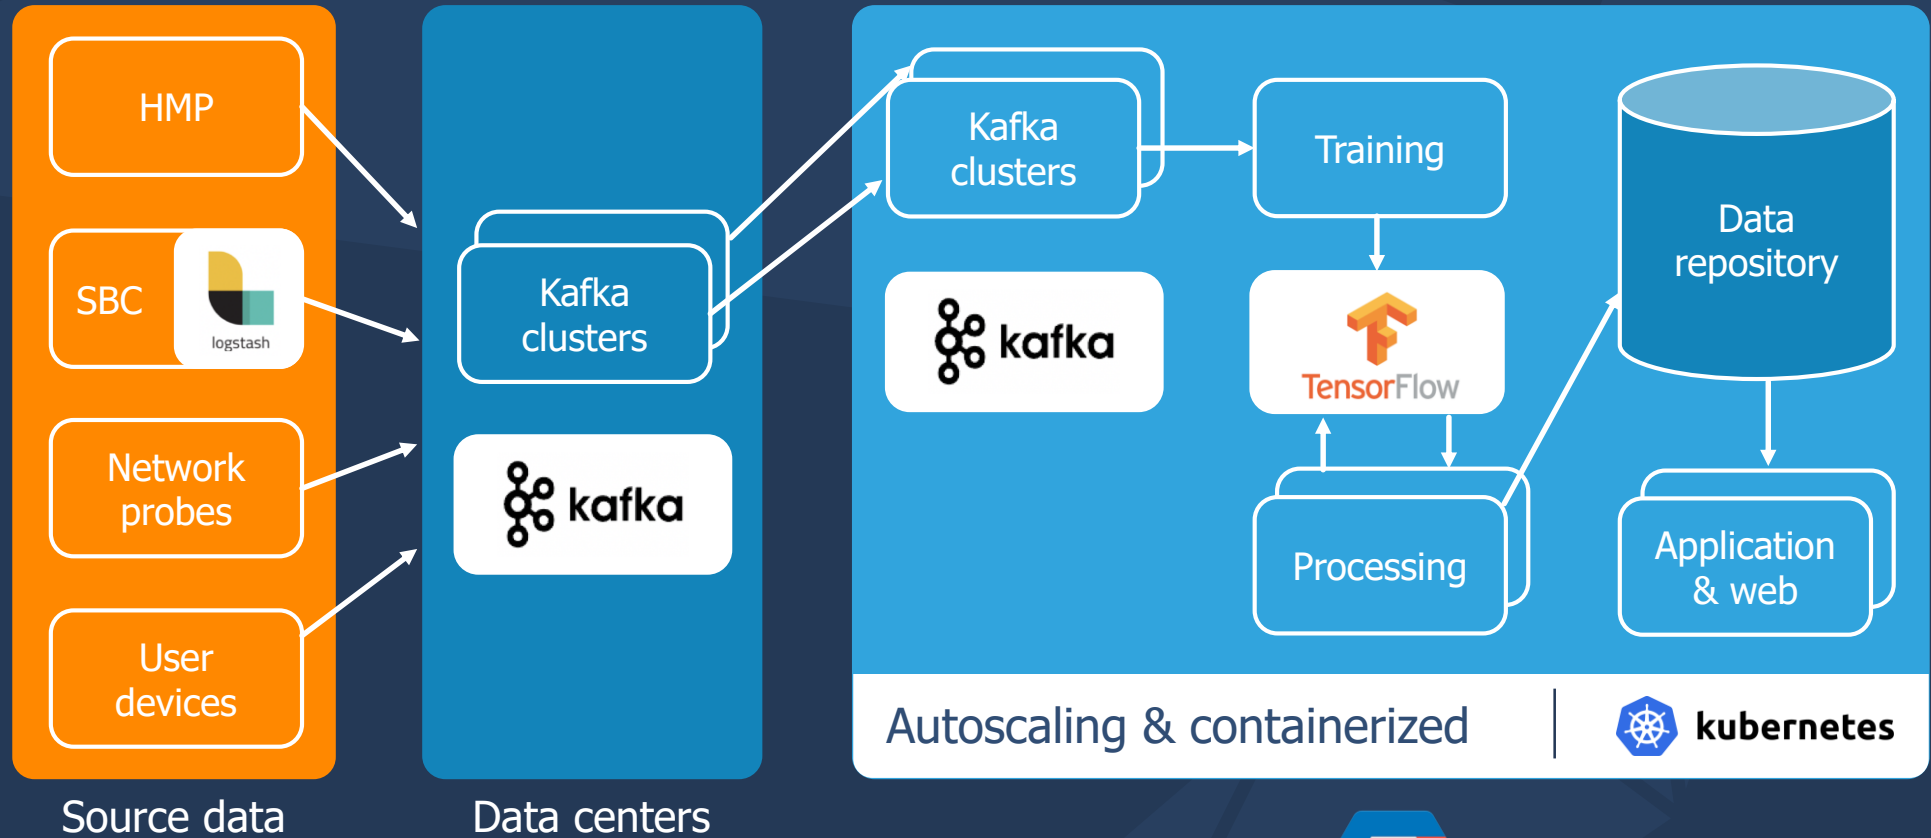 HMP
SBC
logstash
Network
probes
User
devices
Source data
Kafka
clusters
kafka
Data centers
Kafka
clusters
kafka
Training
TensorFlow
Processing
Data
repository
Application
& web
Autoscaling & containerized
kubernetes